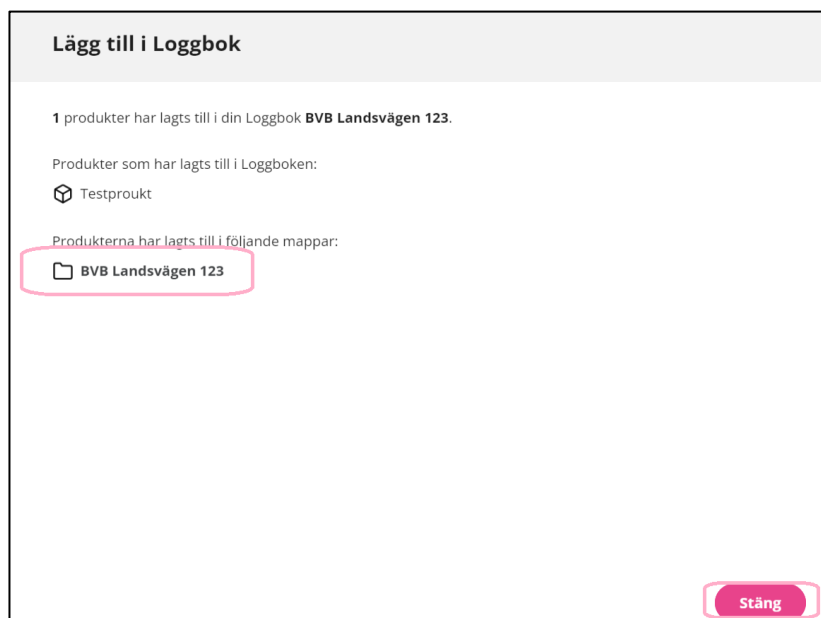 Lägg till i Loggbok
1 produkter har lagts till i din Loggbok BVB Landsvägen 123.
Produkter som har lagts till i Loggboken:
Testproukt
Produkterna har lagts till i följande mappar:
BVB Landsvägen 123
Stäng